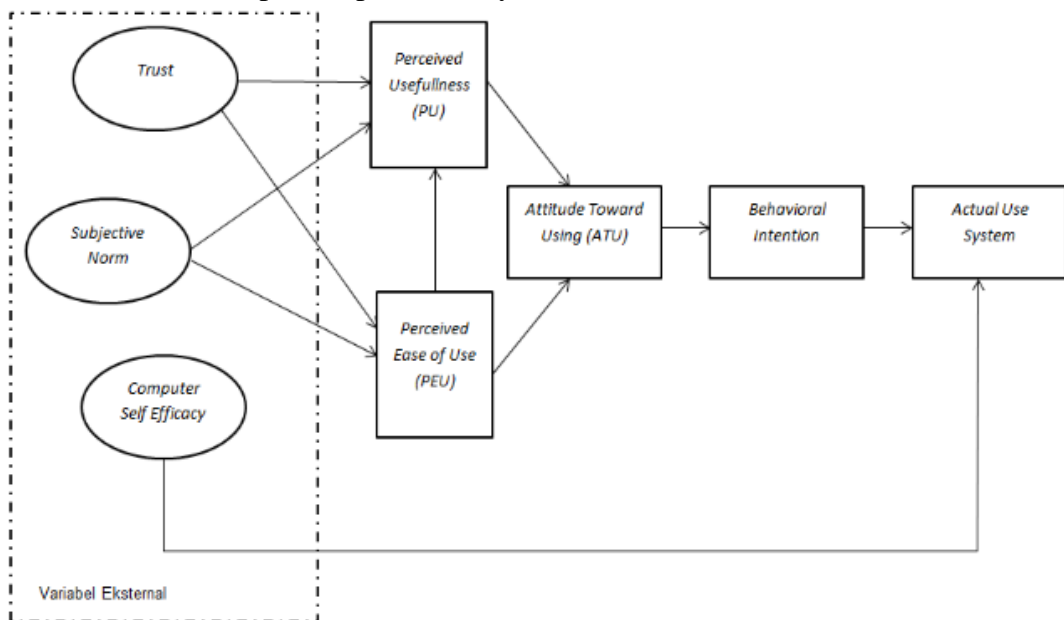 Trust
Perceived
Usefullness
(PU)
Subjective
Norm
Attitude Toward
Using (ATU)
Behavioral
Intention
Actual Use
System
Perceived
Ease of Use
(PEU)
Computer
Self Efficacy
Variabel Eksternal